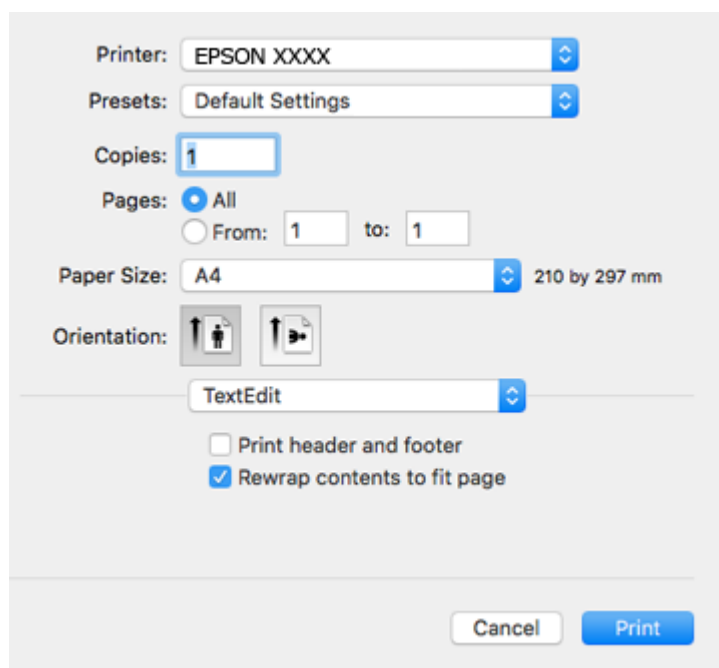 Printer: EPSON XXXX
Presets: Default Settings
Copies: 1
Pages: All
From: 1 to: 1
Paper Size: A4 210 by 297 mm
Orientation:
TextEdit
Print header and footer
Rewrap contents to fit page
Cancel Print